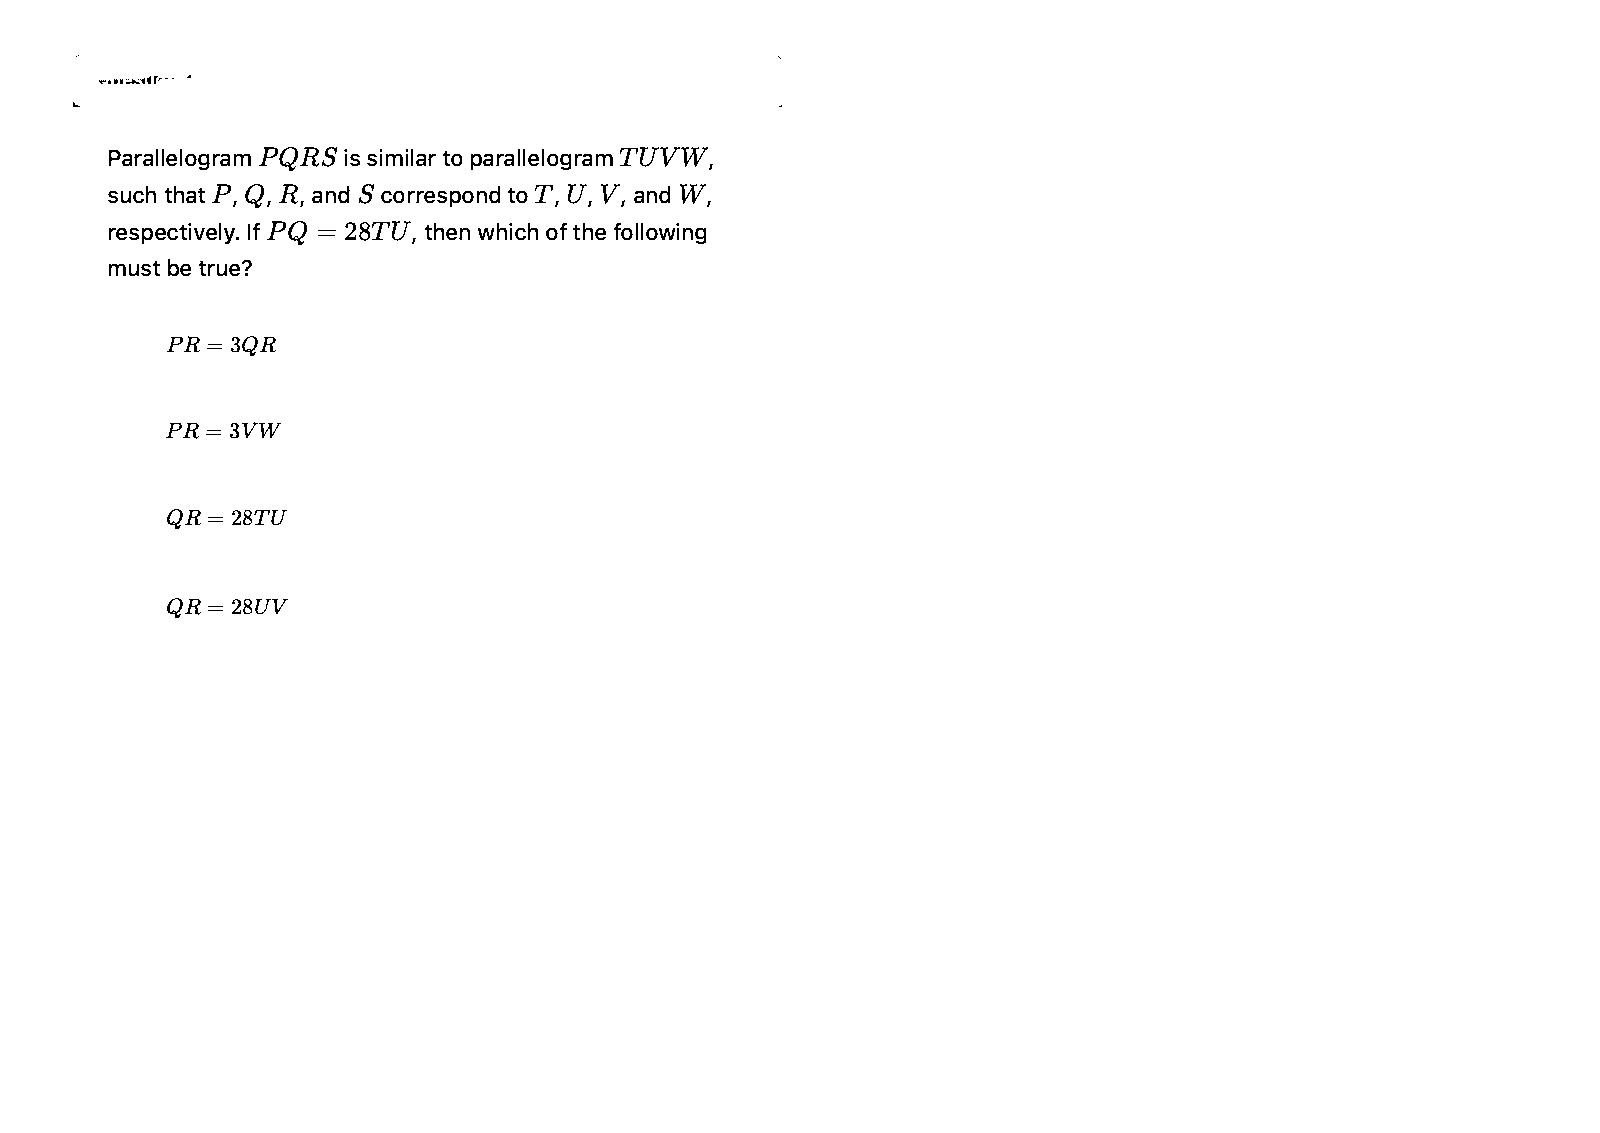 Parallelogram PQRS is similar to parallelogram TUVW,
such that P, Q, R, and S correspond to T, U, V, and W,
respectively. If PQ = 28TU, then which of the following
must be true?
PR = 3QR
PR = 3VW
QR = 28TU
QR = 28UV